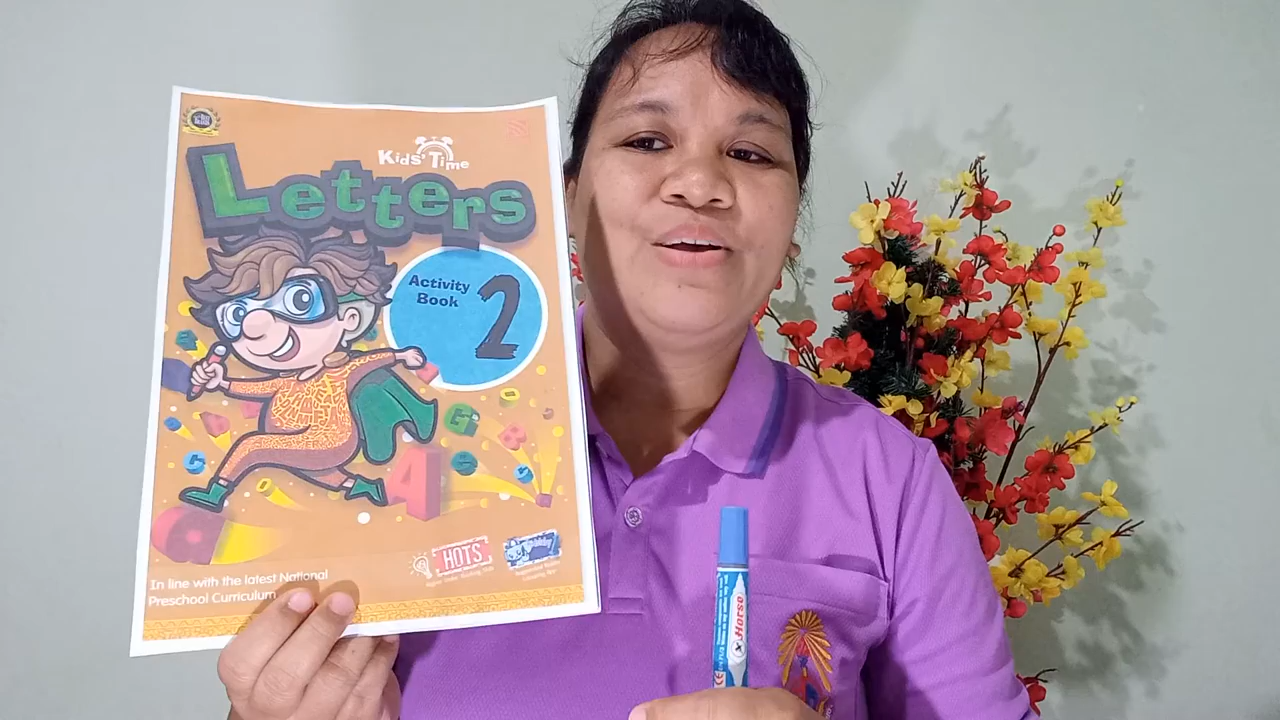 Kids' Time
Letters
Activity
Book 2
HOTS
In line with the latest National
Preschool Curriculum
Horse